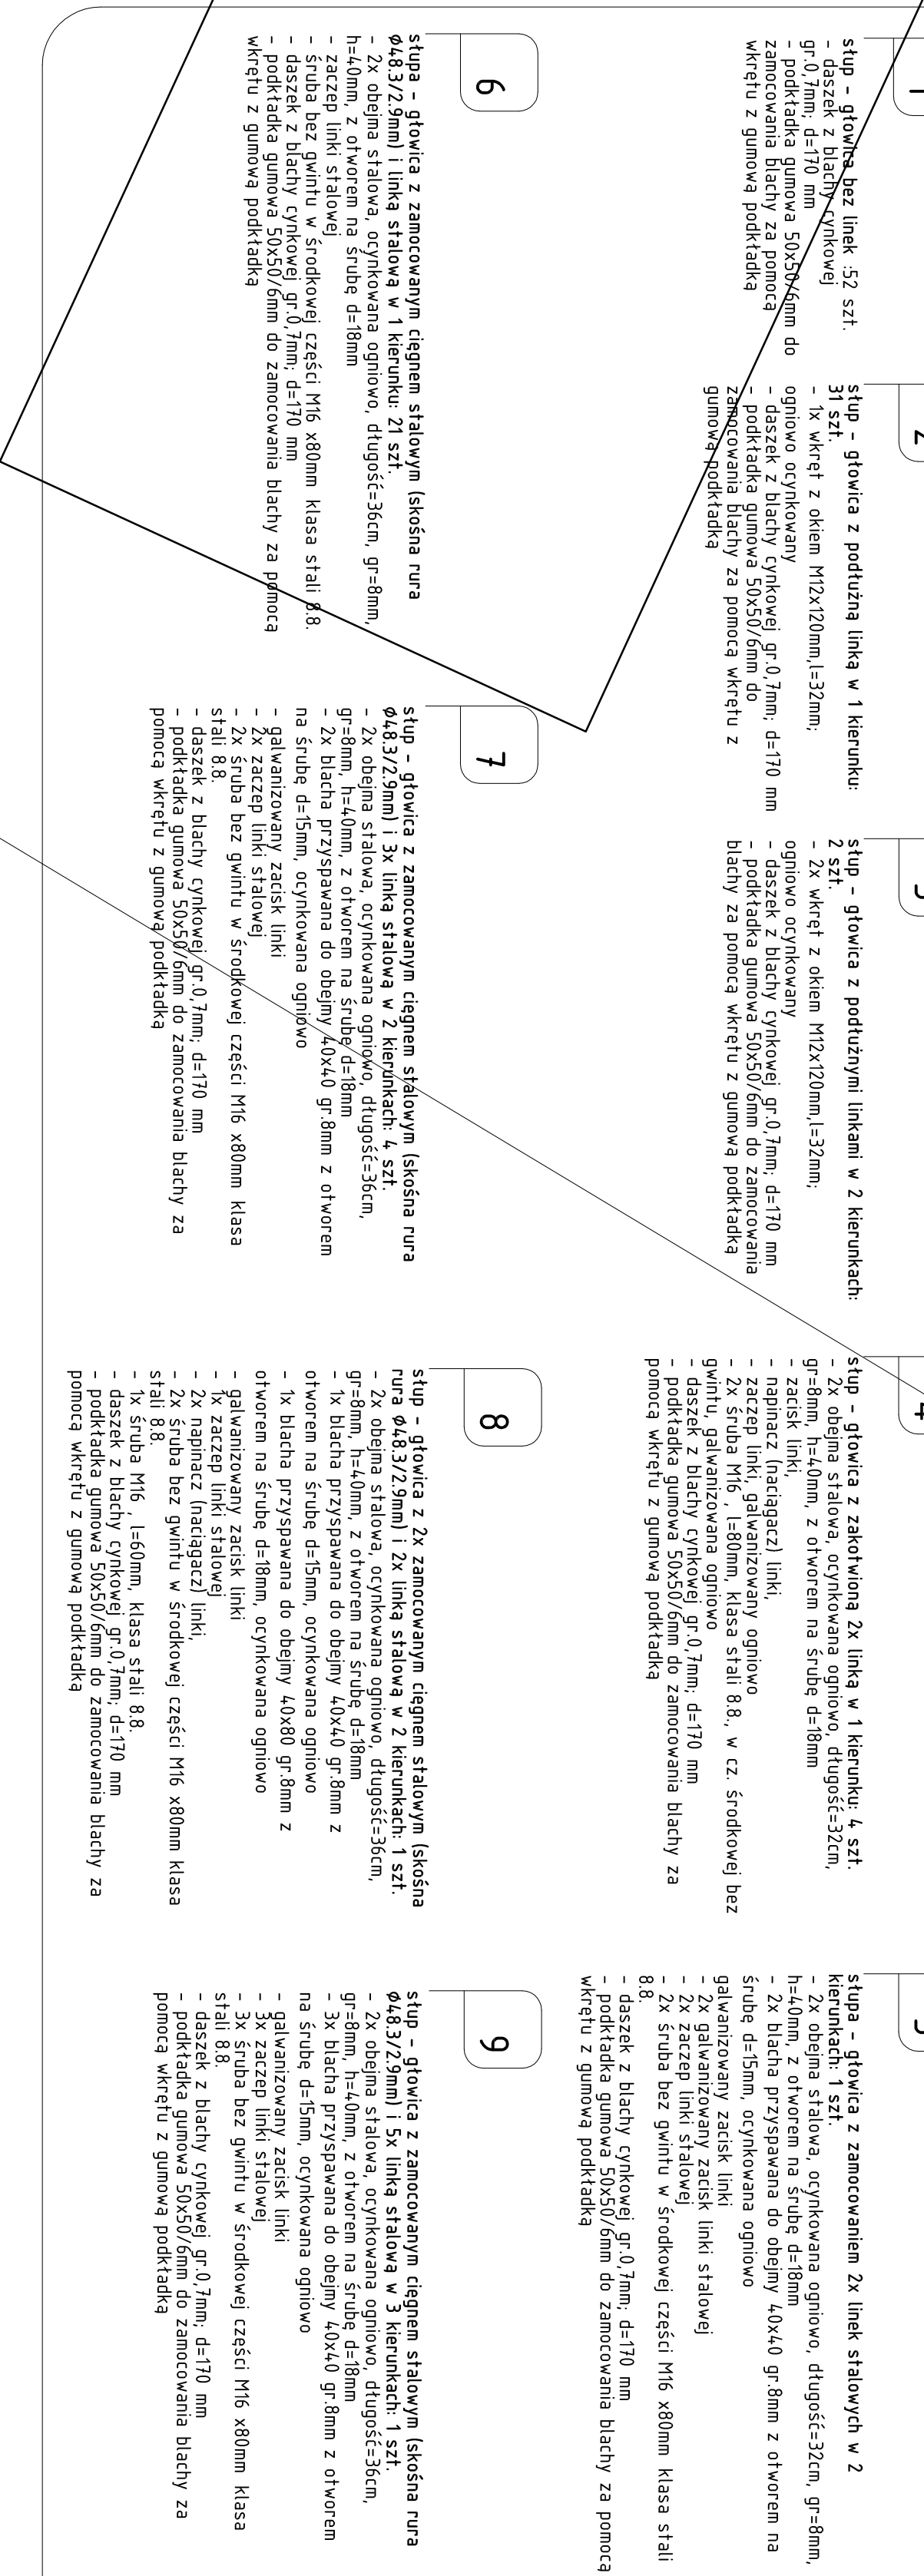 1
słup - głowica bez linek :52 szt.
- daszek z blachy cynkowej
gr.0,7mm; d=170 mm
- podkładka gumowa 50x50/6mm do
zamocowania blachy za pomocą
wkrętu z gumową podkładką
2
słup - głowica z podłużną linką w 1 kierunku:
31 szt.
- 1x wkręt z okiem M12x120mm,l=32mm;
ogniowo ocynkowany
- daszek z blachy cynkowej gr.0,7mm; d=170 mm
- podkładka gumowa 50x50/6mm do
zamocowania blachy za pomocą wkrętu z
gumową podkładką
słup - głowica z podłużnymi linkami w 2 kierunkach:
2 szt.
- 2x wkręt z okiem M12x120mm,l=32mm;
ogniowo ocynkowany
- daszek z blachy cynkowej gr.0,7mm; d=170 mm
- podkładka gumowa 50x50/6mm do zamocowania
blachy za pomocą wkrętu z gumową podkładką
4
słup - głowica z zakotwioną 2x linką w 1 kierunku: 4 szt.
- 2x obejma stalowa, ocynkowana ogniowo, długość=32cm,
gr=8mm, h=40mm, z otworem na śrubę d=18mm
- zacisk linki,
- napinacz (naciągacz) linki,
- zaczep linki, galwanizowany ogniowo
- 2x śruba M16 , l=80mm, klasa stali 8.8., w cz. środkowej bez
gwintu, galwanizowana ogniowo
- daszek z blachy cynkowej gr.0,7mm; d=170 mm
- podkładka gumowa 50x50/6mm do zamocowania blachy za
pomocą wkrętu z gumową podkładką
słupa - głowica z zamocowaniem 2x linek stalowych w 2
kierunkach: 1 szt.
- 2x obejma stalowa, ocynkowana ogniowo, długość=32cm, gr=8mm,
h=40mm, z otworem na śrubę d=18mm
- 2x blacha przyspawana do obejmy 40x40 gr.8mm z otworem na
śrubę d=15mm, ocynkowana ogniowo
galwanizowany zacisk linki
- 2x galwanizowany zacisk linki stalowej
- 2x zaczep linki stalowej
- 2x śruba bez gwintu w środkowej części M16 x80mm klasa stali
8.8.
- daszek z blachy cynkowej gr.0,7mm; d=170 mm
- podkładka gumowa 50x50/6mm do zamocowania blachy za pomocą
wkrętu z gumową podkładką
6
słupa - głowica z zamocowanym cięgnem stalowym (skośna rura
ϕ48.3/2.9mm) i linką stalową w 1 kierunku: 21 szt.
- 2x obejma stalowa, ocynkowana ogniowo, długość=36cm, gr=8mm,
h=40mm, z otworem na śrubę d=18mm
- zaczep linki stalowej
- śruba bez gwintu w środkowej części M16 x80mm klasa stali 8.8.
- daszek z blachy cynkowej gr.0,7mm; d=170 mm
- podkładka gumowa 50x50/6mm do zamocowania blachy za pomocą
wkrętu z gumową podkładką
7
słup - głowica z zamocowanym cięgnem stalowym (skośna rura
ϕ48.3/2.9mm) i 3x linką stalową w 2 kierunkach: 4 szt.
- 2x obejma stalowa, ocynkowana ogniowo, długość=36cm,
gr=8mm, h=40mm, z otworem na śrubę d=18mm
- 2x blacha przyspawana do obejmy 40x40 gr.8mm z otworem
na śrubę d=15mm, ocynkowana ogniowo
- galwanizowany zacisk linki
- 2x zaczep linki stalowej
- 2x śruba bez gwintu w środkowej części M16 x80mm klasa
stali 8.8.
- daszek z blachy cynkowej gr.0,7mm; d=170 mm
- podkładka gumowa 50x50/6mm do zamocowania blachy za
pomocą wkrętu z gumową podkładką
8
słup - głowica z 2x zamocowanym cięgnem stalowym (skośna
rura ϕ48.3/2.9mm) i 2x linką stalową w 2 kierunkach: 1 szt.
- 2x obejma stalowa, ocynkowana ogniowo, długość=36cm,
gr=8mm, h=40mm, z otworem na śrubę d=18mm
- 1x blacha przyspawana do obejmy 40x40 gr.8mm z
otworem na śrubę d=15mm, ocynkowana ogniowo
- 1x blacha przyspawana do obejmy 40x80 gr.8mm z
otworem na śrubę d=18mm, ocynkowana ogniowo
- galwanizowany zacisk linki
- 1x zaczep linki stalowej
- 2x napinacz (naciągacz) linki,
- 2x śruba bez gwintu w środkowej części M16 x80mm klasa
stali 8.8.
- 1x śruba M16 , l=60mm, klasa stali 8.8.
- daszek z blachy cynkowej gr.0,7mm; d=170 mm
- podkładka gumowa 50x50/6mm do zamocowania blachy za
pomocą wkrętu z gumową podkładką
9
słup - głowica z zamocowanym cięgnem stalowym (skośna rura
ϕ48.3/2.9mm) i 5x linką stalową w 3 kierunkach: 1 szt.
- 2x obejma stalowa, ocynkowana ogniowo, długość=36cm,
gr=8mm, h=40mm, z otworem na śrubę d=18mm
- 3x blacha przyspawana do obejmy 40x40 gr.8mm z otworem
na śrubę d=15mm, ocynkowana ogniowo
- galwanizowany zacisk linki
- 3x zaczep linki stalowej
- 3x śruba bez gwintu w środkowej części M16 x80mm klasa
stali 8.8.
- daszek z blachy cynkowej gr.0,7mm; d=170 mm
- podkładka gumowa 50x50/6mm do zamocowania blachy za
pomocą wkrętu z gumową podkładką